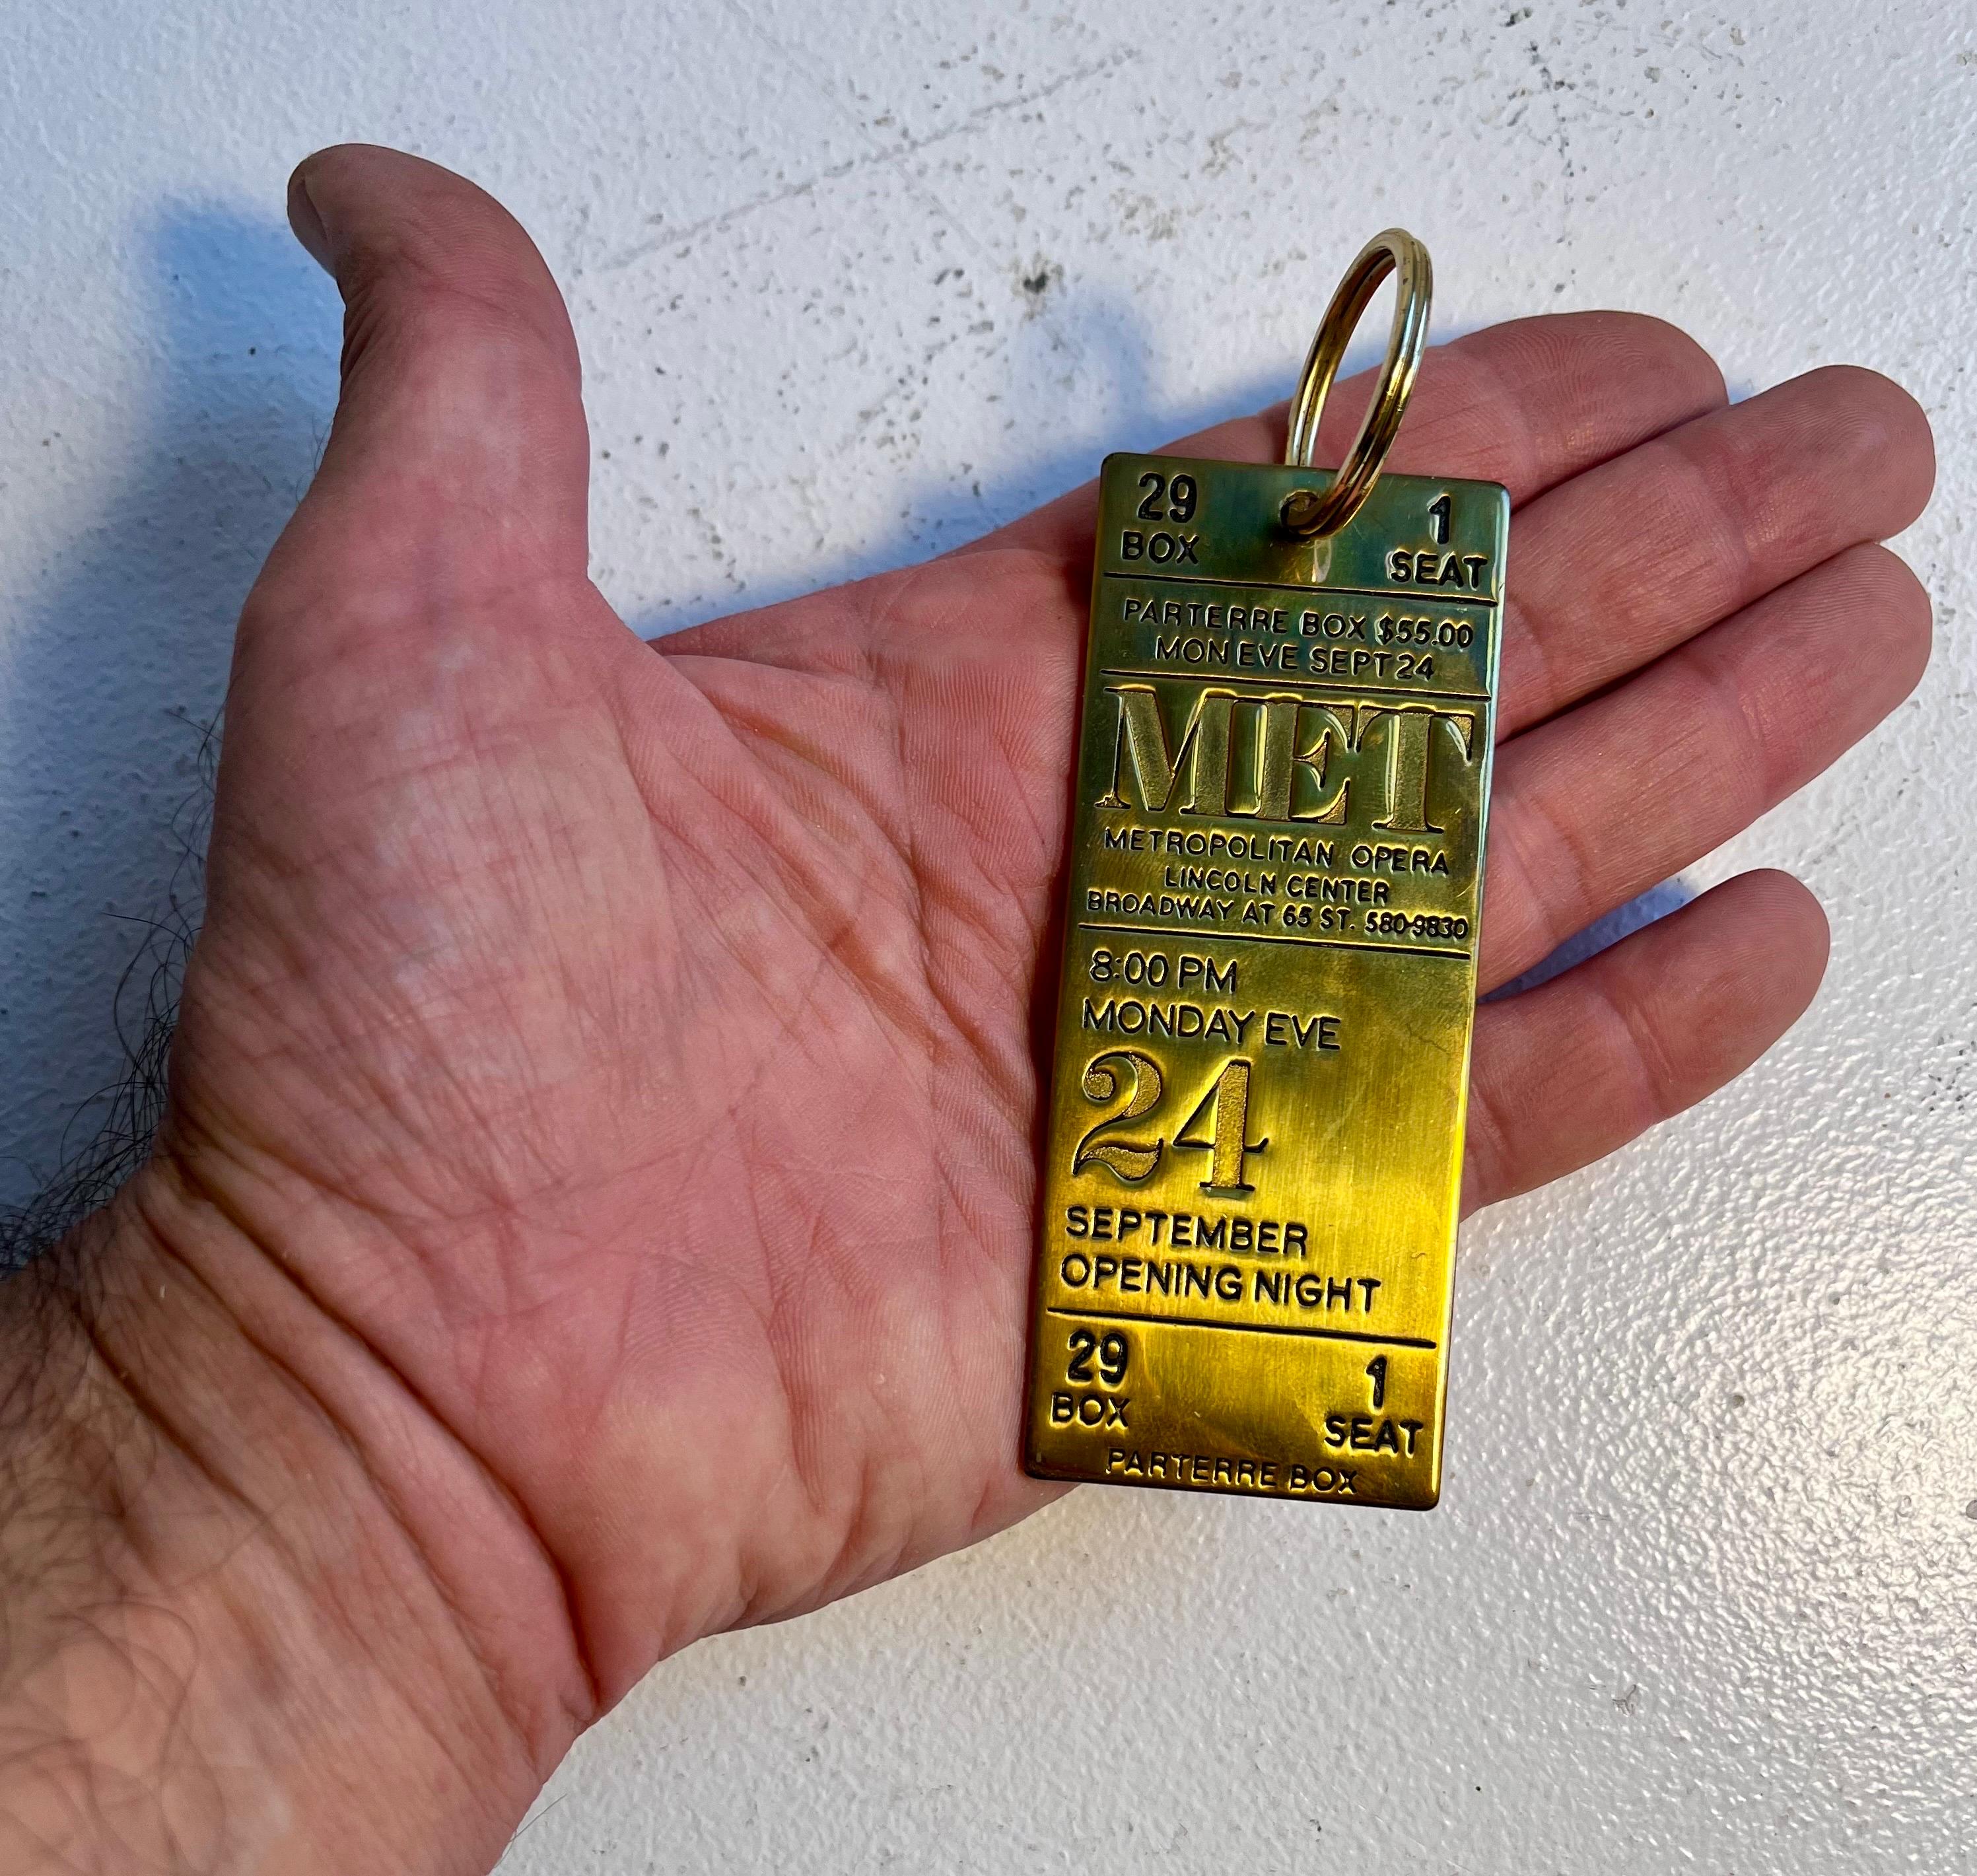 29 1
BOX SEAT
PARTERRE BOX $55.00
MON EVE SEPT 24
MET
METROPOLITAN OPERA
LINCOLN CENTER
BROADWAY AT 65 ST. 580-9830
8:00 PM
MONDAY EVE
24
SEPTEMBER
OPENING NIGHT
29 1
BOX SEAT
PARTERRE BOX